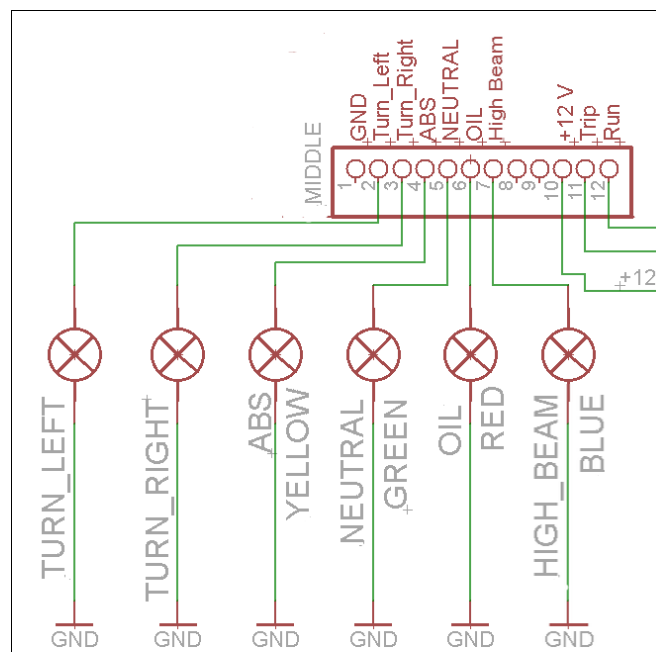 GND
Turn_Left
Turn_Right
ABS
NEUTRAL
OIL
High Beam
+12 V
Trip
Run
MIDDLE
1
2
3
4
5
6
7
8
9
10
11
12
+12
TURN_LEFT
TURN_RIGHT
ABS
YELLOW
NEUTRAL
GREEN
OIL
RED
HIGH_BEAM
BLUE
GND
GND
GND
GND
GND
GND